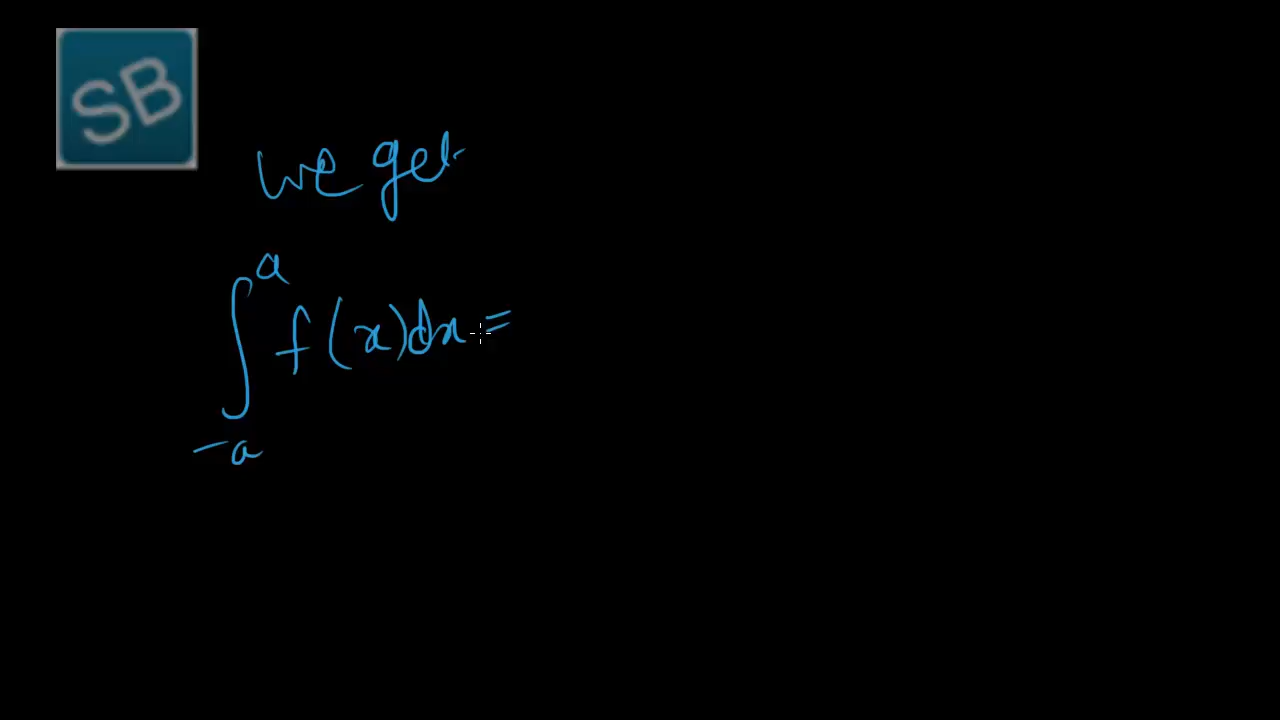 SB
we get
∫_{-a}^{a} f(x)dx =